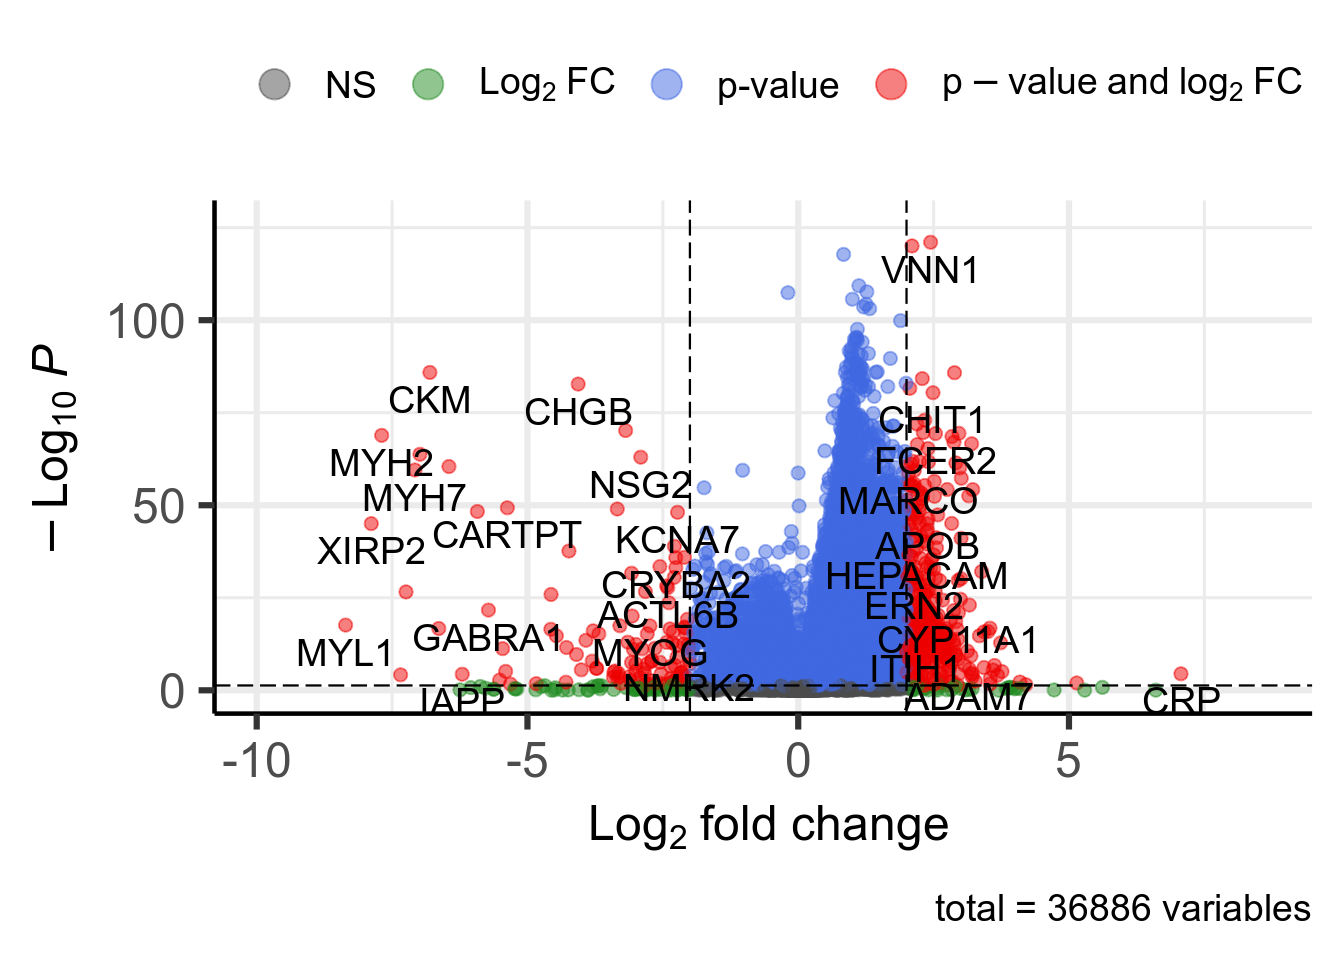 NS Log₂ FC p-value p − value and log₂ FC
− Log₁₀ P
100
50
0
VNN1
CKM
CHGB
CHIT1
MYH2
FCER2
NSG2
MYH7
MARCO
CARTPT
KCNA7
XIRP2
APOB
CRYBA2
HEPACAM
ERN2
ACTL6B
GABRA1
CYP11A1
MYL1
MYOG
ITIH1
NMRK2
IAPP
ADAM7
CRP
-10 -5 0 5
Log₂ fold change
total = 36886 variables